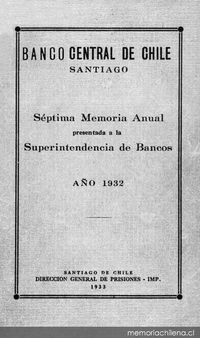 BANCO CENTRAL DE CHILE
SANTIAGO
Séptima Memoria Anual
presentada a la
Superintendencia de Bancos
AÑO 1932
SANTIAGO DE CHILE
DIRECCION GENERAL DE PRISIONES - IMP.
1933
memoriachilena.cl